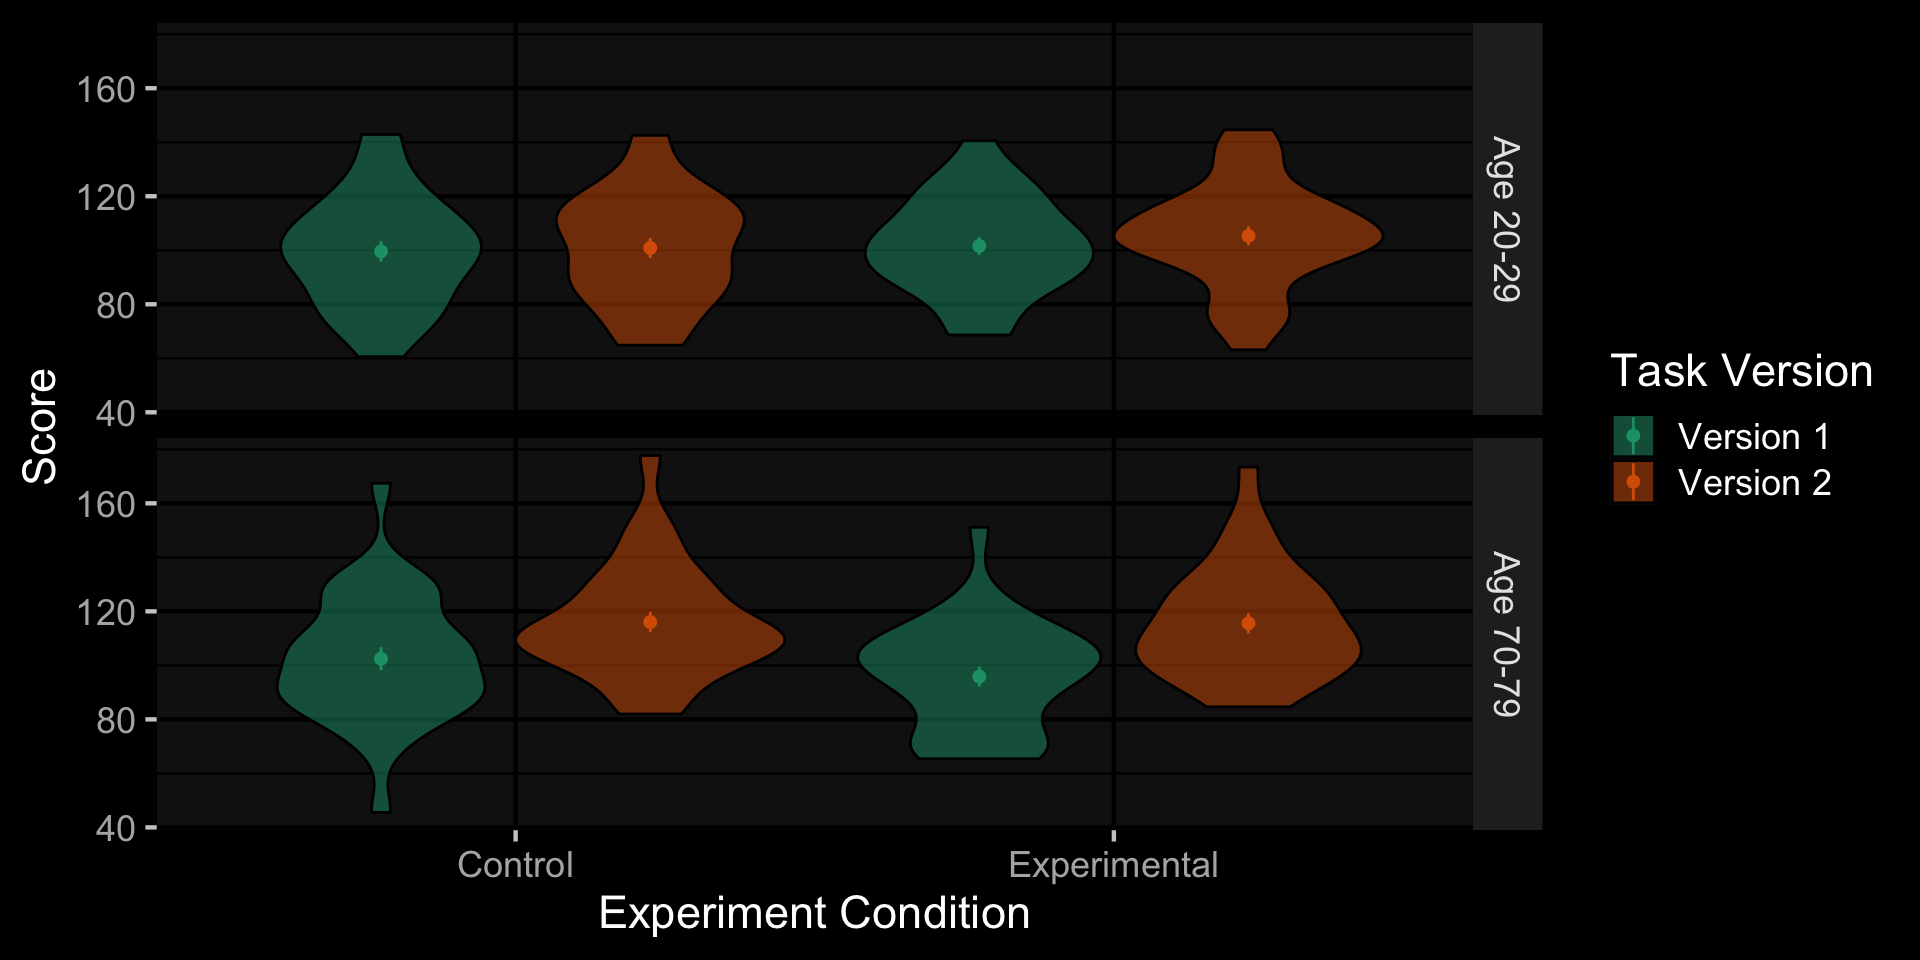 Score
160
120
80
40
Age 20-29
160
120
80
40
Age 70-79
Control Experimental
Experiment Condition
Task Version
Version 1
Version 2